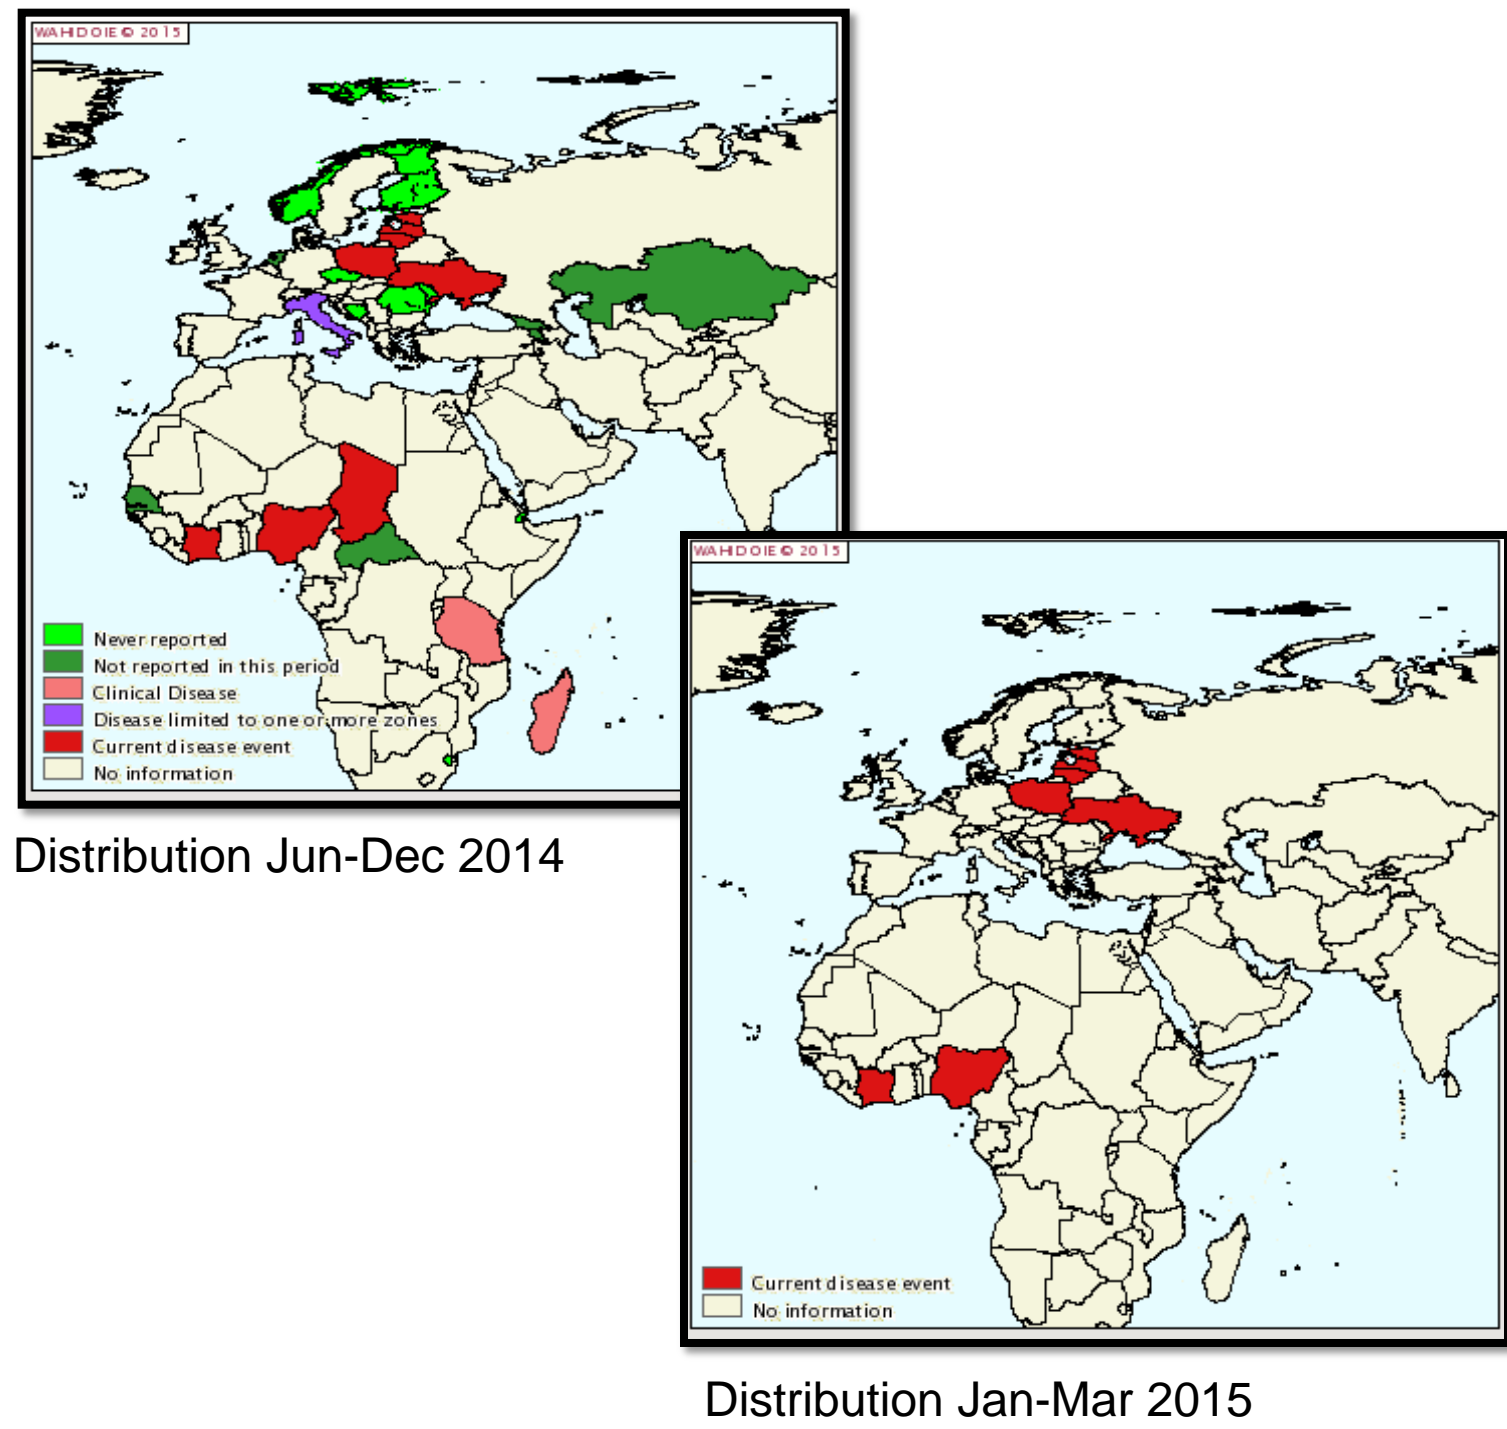 WAHID OIE © 2015
Never reported
Not reported in this period
Clinical Disease
Disease limited to one or more zones
Current disease event
No information
Distribution Jun-Dec 2014
WAHID OIE © 2015
Current disease event
No information
Distribution Jan-Mar 2015